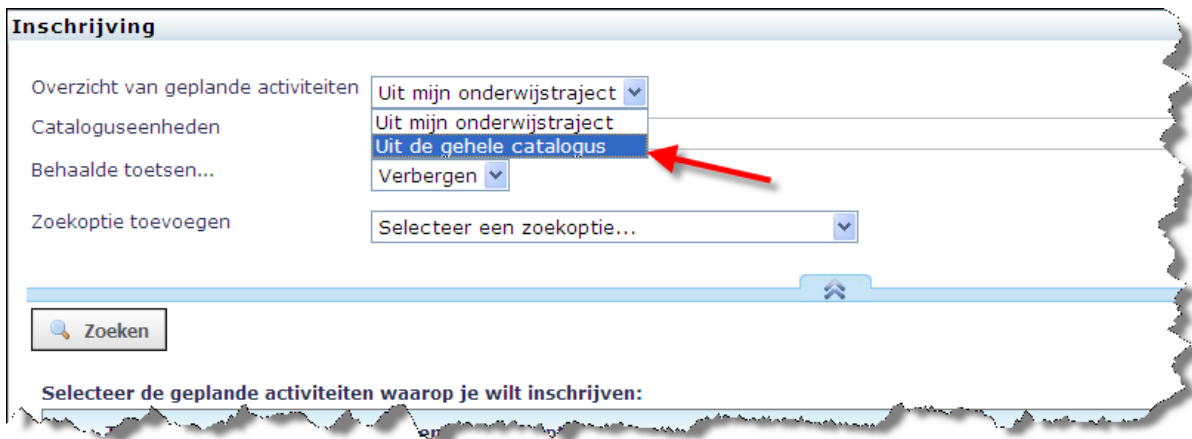 Inschrijving
Overzicht van geplande activiteiten Uit mijn onderwijstraject
Uit mijn onderwijstraject
Cataloguseenheden
Uit de gehele catalogus
Behaalde toetsen... Verbergen
Zoekoptie toevoegen Selecteer een zoekoptie...
Zoeken
Selecteer de geplande activiteiten waarop je wilt inschrijven: